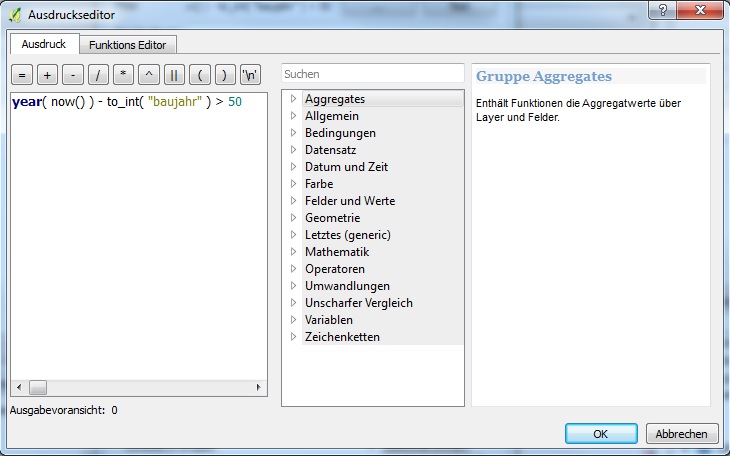 Ausdruckseditor
Ausdruck
Funktions Editor
= + - / * ^ || ( ) '\n'
year( now() ) - to_int( "baujahr" ) > 50
Ausgabevoransicht: 0
Suchen
Aggregates
Allgemein
Bedingungen
Datensatz
Datum und Zeit
Farbe
Felder und Werte
Geometrie
Letztes (generic)
Mathematik
Operatoren
Umwandlungen
Unscharfer Vergleich
Variablen
Zeichenketten
Gruppe Aggregates
Enthält Funktionen die Aggregatwerte über
Layer und Felder.
OK
Abbrechen